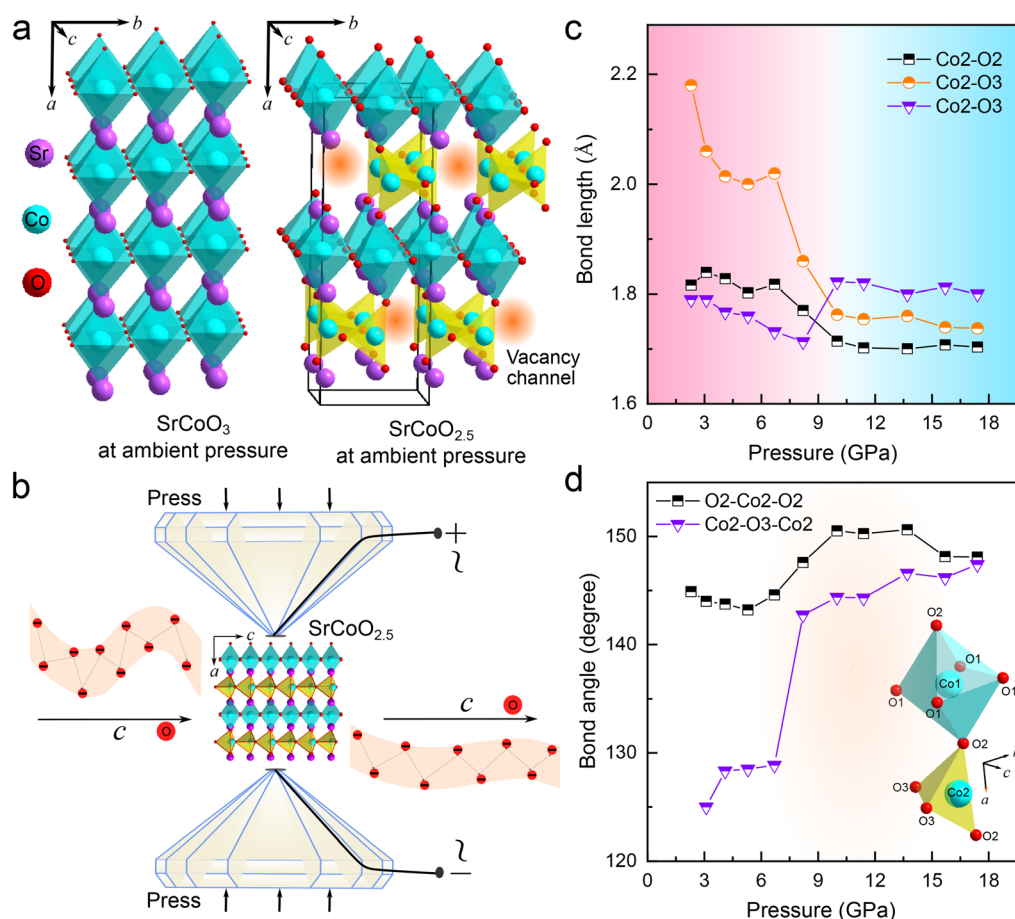 a
b
c
a
b
c
a
Sr
Co
O
Vacancy
channel
SrCoO3
at ambient pressure
SrCoO2.5
at ambient pressure
b
Press
+
SrCoO2.5
c
a
c
O
c
O
−
Press
c
Co2-O2
Co2-O3
Co2-O3
Bond length (Å)
2.2
2.0
1.8
1.6
0 3 6 9 12 15 18
Pressure (GPa)
d
O2-Co2-O2
Co2-O3-Co2
Bond angle (degree)
150
140
130
120
O2
O1
Co1
O1
O1
O1
O2
c
a
Co2
O3
O3
O2
0 3 6 9 12 15 18
Pressure (GPa)